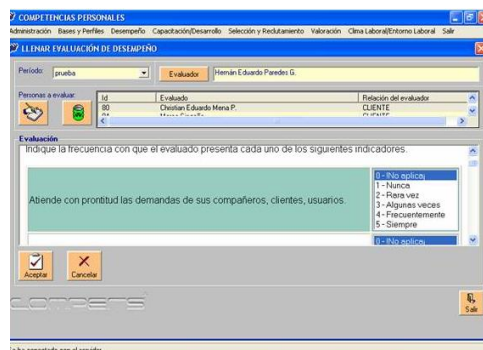 COMPETENCIAS PERSONALES
Administración Bases y Perfiles Desempeño Capacitación/Desarrollo Selección y Reclutamiento Valoración Clima Laboral/Entorno Laboral Salir
LLENAR EVALUACIÓN DE DESEMPEÑO
Período: prueba Evaluador Hernán Eduardo Paredes G.
Personas a evaluar:
Id Evaluado Relación del evaluador
80 Christian Eduardo Mena P. CLIENTE
CLIENTE
Evaluación
Indique la frecuencia con que el evaluado presenta cada uno de los siguientes indicadores.
Atiende con prontitud las demandas de sus compañeros, clientes, usuarios.
0 - (No aplica)
1 - Nunca
2 - Rara vez
3 - Algunas veces
4 - Frecuentemente
5 - Siempre
0 - (No aplica)
Aceptar Cancelar
COMPERS
Salir